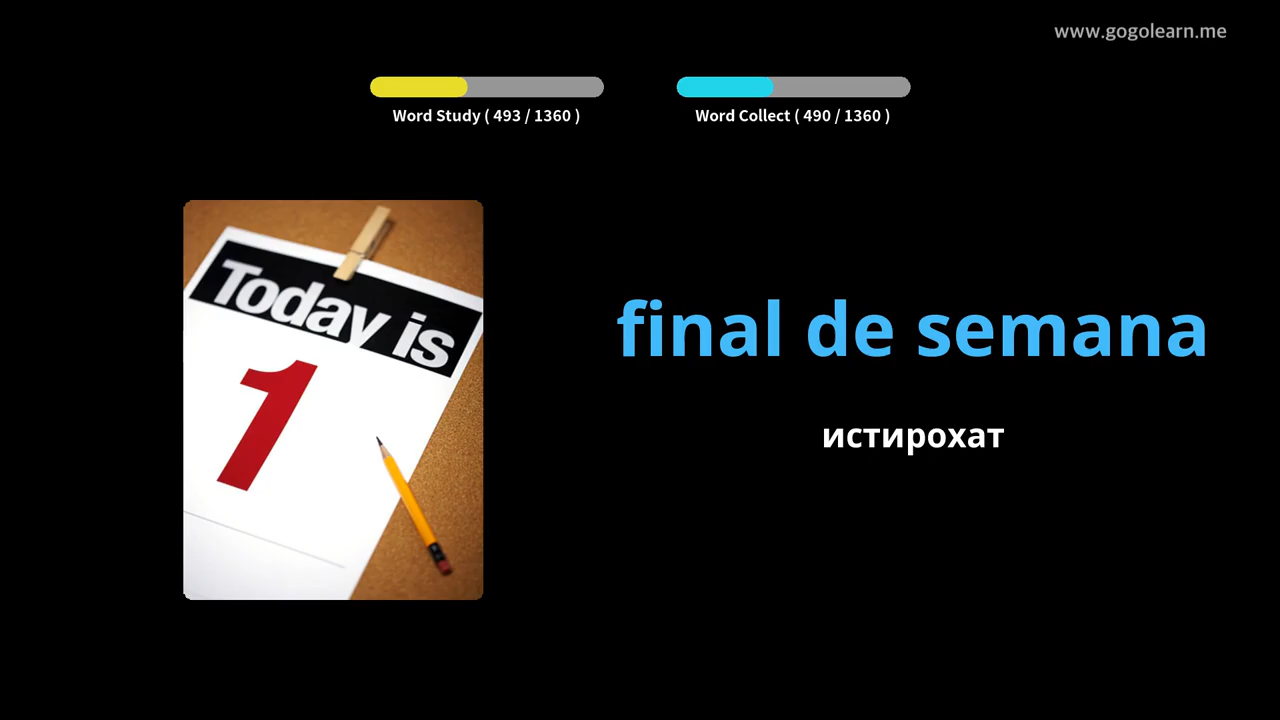 www.gogolearn.me
Word Study ( 493 / 1360 )
Word Collect ( 490 / 1360 )
Today is
1
final de semana
истирохат